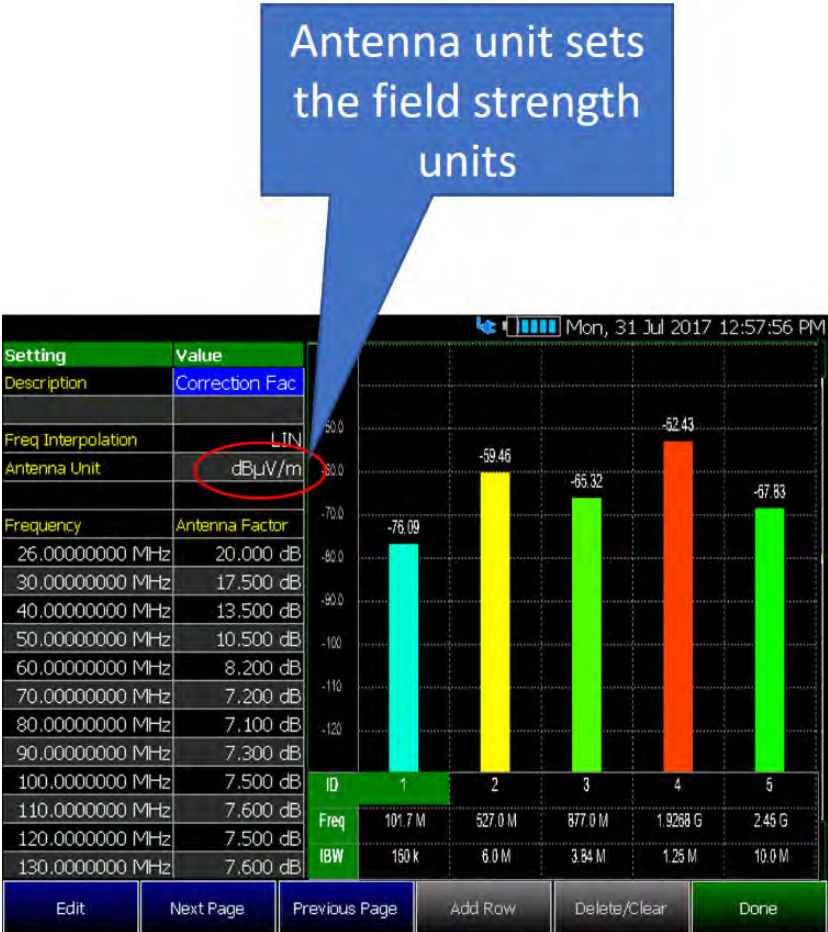 Antenna unit sets
the field strength
units
Mon, 31 Jul 2017 12:57:56 PM
Setting Value
Description Correction Fac
Freq Interpolation LIN
Antenna Unit dBµV/m
Frequency Antenna Factor
26.00000000 MHz 20.000 dB
30.00000000 MHz 17.500 dB
40.00000000 MHz 13.500 dB
50.00000000 MHz 10.500 dB
60.00000000 MHz 8.200 dB
70.00000000 MHz 7.200 dB
80.00000000 MHz 7.100 dB
90.00000000 MHz 7.300 dB
100.0000000 MHz 7.500 dB
110.0000000 MHz 7.600 dB
120.0000000 MHz 7.500 dB
130.0000000 MHz 7.600 dB
-70.0
-80.0
-90.0
-100
-110
-120
-76.09
-59.46
-65.32
-52.43
-67.83
ID 1 2 3 4 5
Freq 101.7 M 527.0 M 877.0 M 1.9268 G 2.45 G
IBW 150 k 6.0 M 3.84 M 1.25 M 10.0 M
Edit Next Page Previous Page Add Row Delete/Clear Done